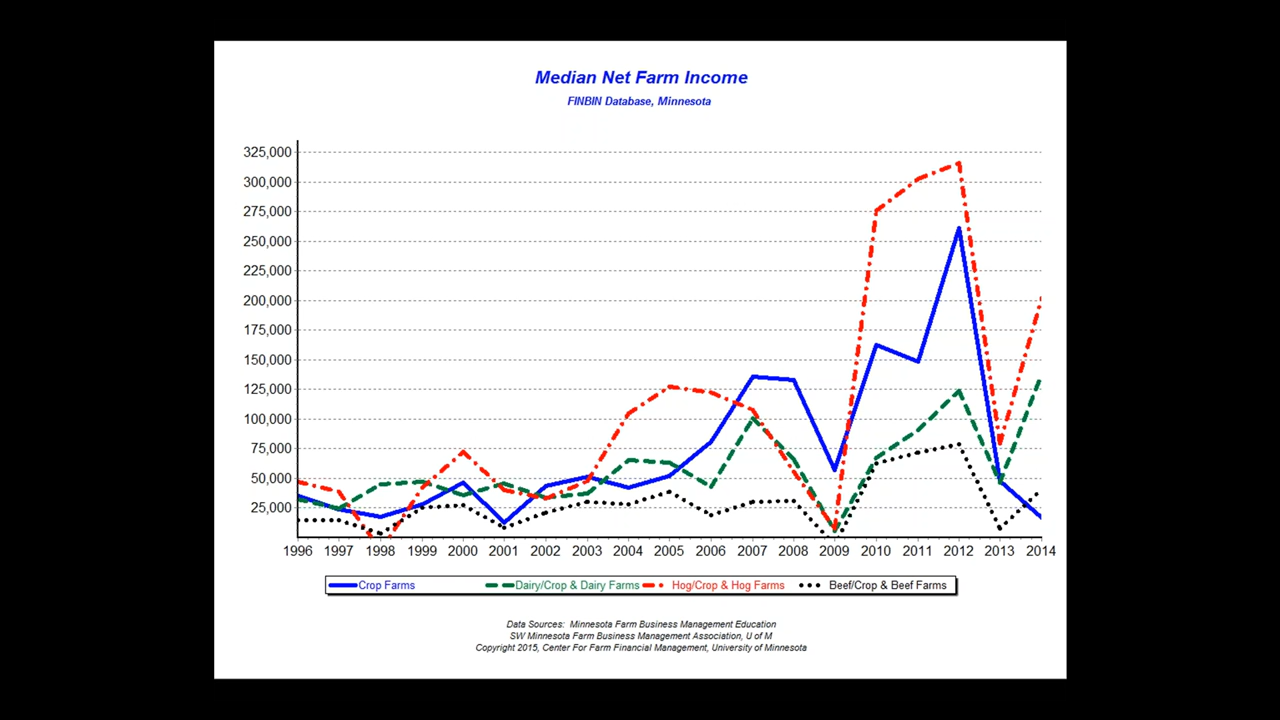 Median Net Farm Income
FINBIN Database, Minnesota
325,000
300,000
275,000
250,000
225,000
200,000
175,000
150,000
125,000
100,000
75,000
50,000
25,000
1996 1997 1998 1999 2000 2001 2002 2003 2004 2005 2006 2007 2008 2009 2010 2011 2012 2013 2014
Crop Farms Dairy/Crop & Dairy Farms Hog/Crop & Hog Farms Beef/Crop & Beef Farms
Data Sources: Minnesota Farm Business Management Education
SW Minnesota Farm Business Management Association, U of M
Copyright 2015, Center For Farm Financial Management, University of Minnesota